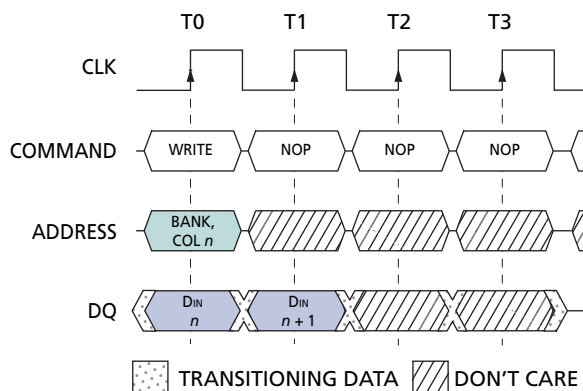 T0 T1 T2 T3
CLK
COMMAND WRITE NOP NOP NOP
ADDRESS BANK,
COL n
DQ DIN DIN
n n + 1
TRANSITIONING DATA DON'T CARE